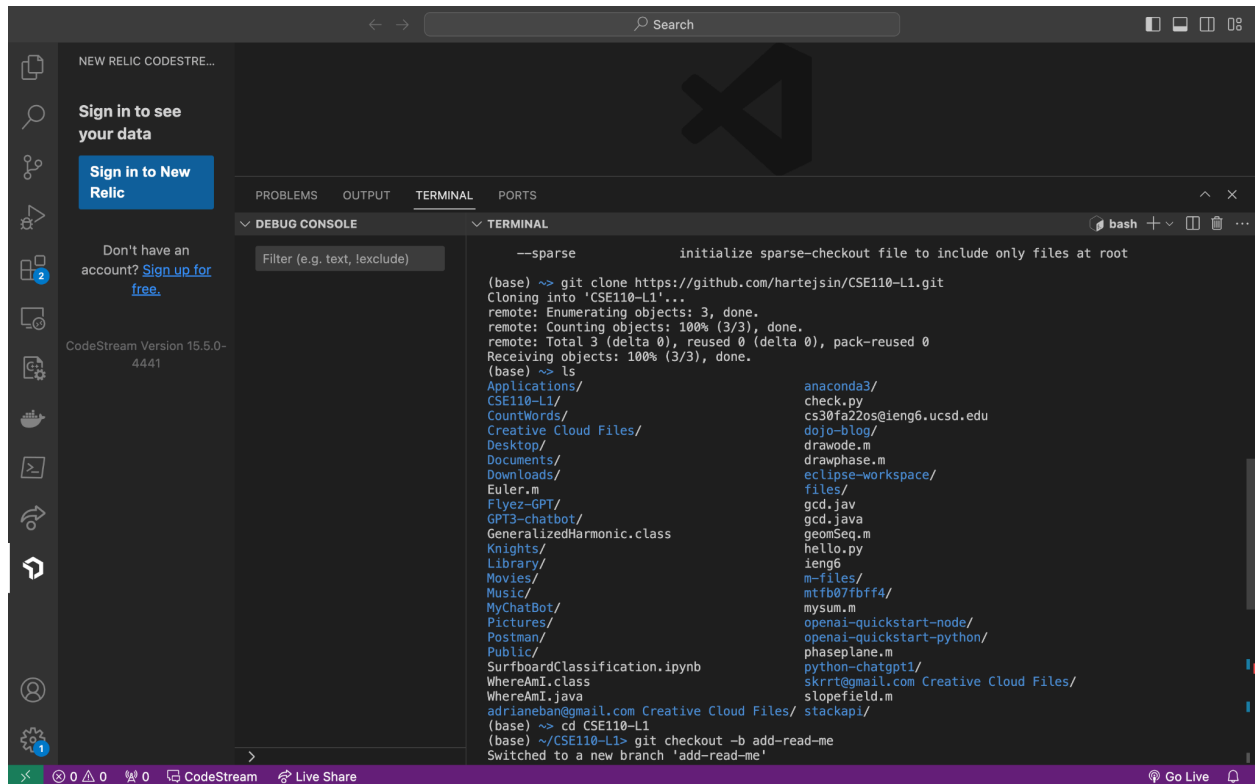 Search
NEW RELIC CODESTRE...
Sign in to see
your data
Sign in to New
Relic
Don't have an
account? Sign up for
free.
CodeStream Version 15.5.0-
4441
2
1
PROBLEMS OUTPUT TERMINAL PORTS
DEBUG CONSOLE
Filter (e.g. text, !exclude)
TERMINAL
bash
--sparse initialize sparse-checkout file to include only files at root
(base) ~> git clone https://github.com/hartejsin/CSE110-L1.git
Cloning into 'CSE110-L1'...
remote: Enumerating objects: 3, done.
remote: Counting objects: 100% (3/3), done.
remote: Total 3 (delta 0), reused 0 (delta 0), pack-reused 0
Receiving objects: 100% (3/3), done.
(base) ~> ls
Applications/ anaconda3/
CSE110-L1/ check.py
CountWords/ cs30fa22os@ieng6.ucsd.edu
Creative Cloud Files/ dojo-blog/
Desktop/ drawode.m
Documents/ drawphase.m
Downloads/ eclipse-workspace/
Euler.m files/
Flyez-GPT/ gcd.jav
GPT3-chatbot/ gcd.java
GeneralizedHarmonic.class geomSeq.m
Knights/ hello.py
Library/ ieng6
Movies/ m-files/
Music/ mtfb07fbff4/
MyChatBot/ mysum.m
Pictures/ openai-quickstart-node/
Postman/ openai-quickstart-python/
Public/ phaseplane.m
SurfboardClassification.ipynb python-chatgpt1/
WhereAmI.class skrrt@gmail.com Creative Cloud Files/
WhereAmI.java slopefield.m
adrianeban@gmail.com Creative Cloud Files/ stackapi/
(base) ~> cd CSE110-L1
(base) ~/CSE110-L1> git checkout -b add-read-me
Switched to a new branch 'add-read-me'
0 0 0 CodeStream Live Share Go Live